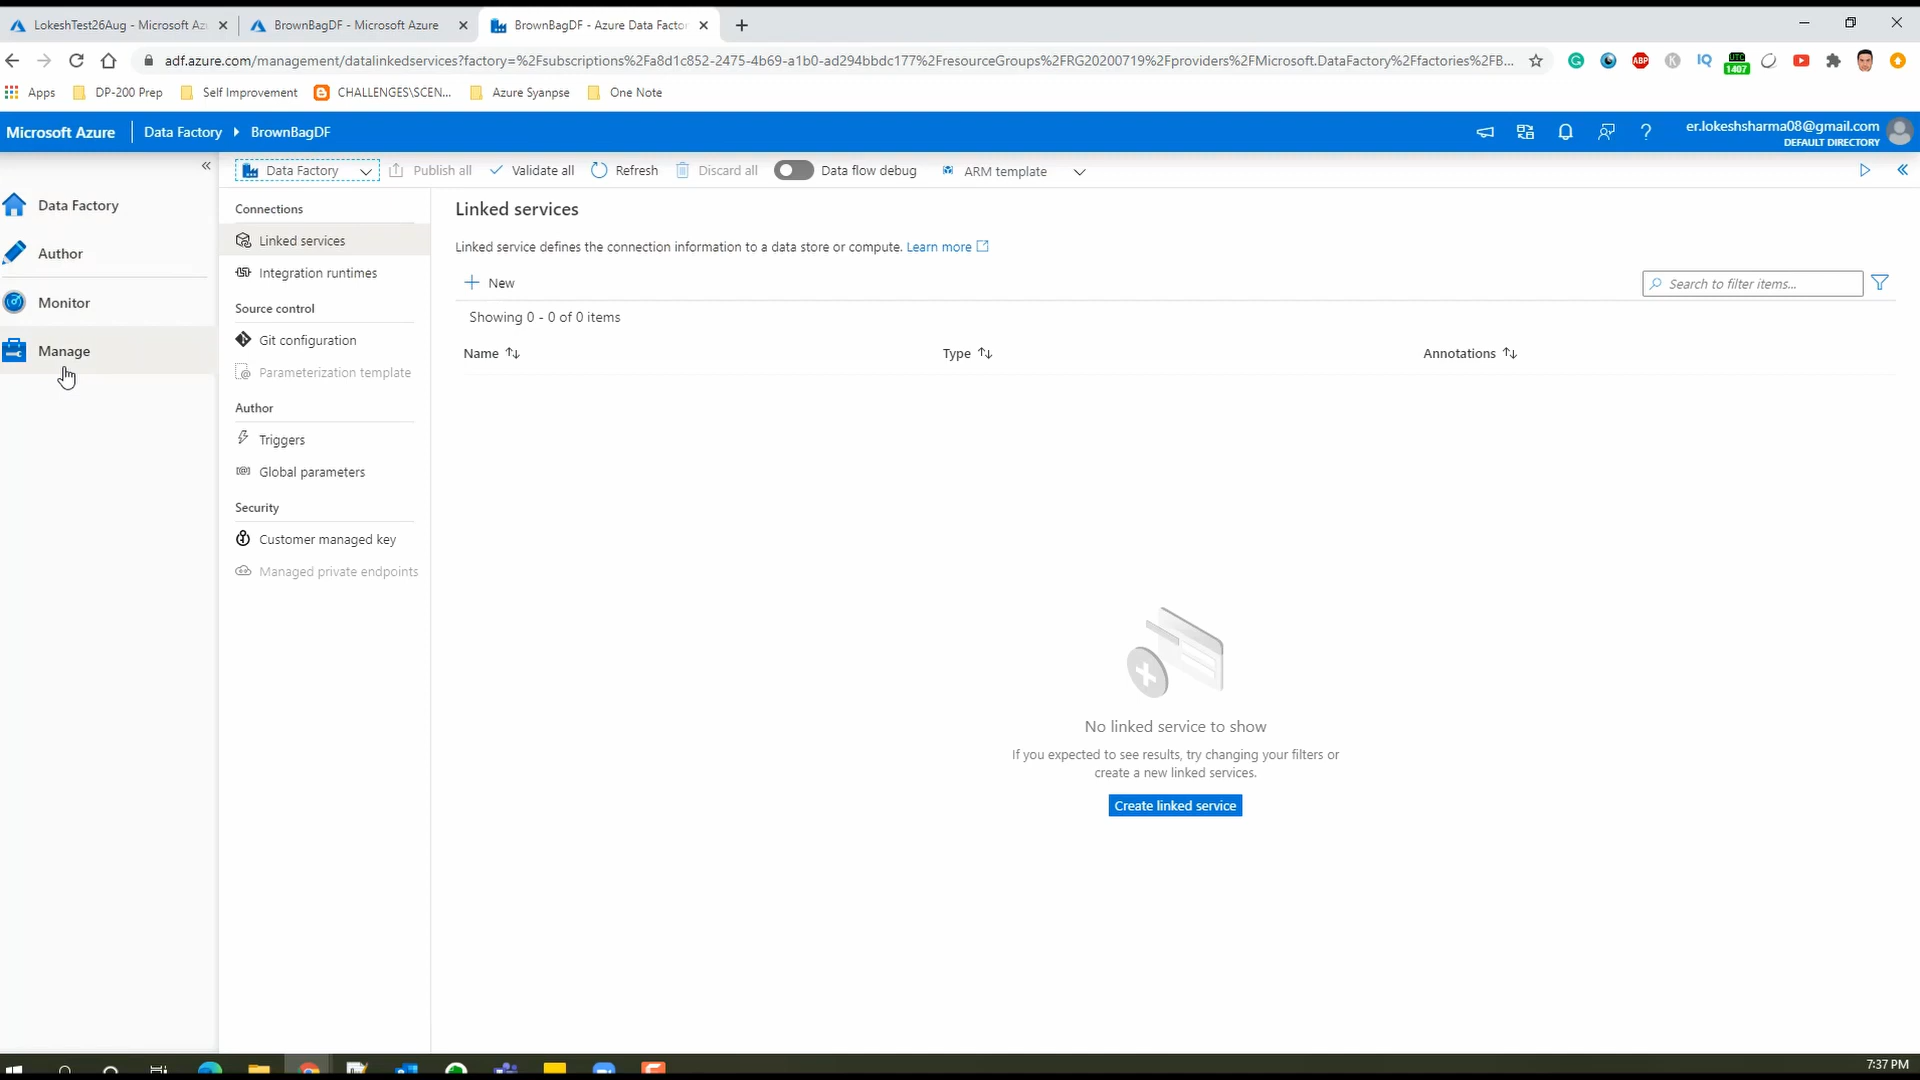 LokeshTest26Aug - Microsoft Az
BrownBagDF - Microsoft Azure
BrownBagDF - Azure Data Factor
adf.azure.com/management/datalinkedservices?factory=%2Fsubscriptions%2Fa8d1c852-2475-4b69-a1b0-ad294bbdc177%2FresourceGroups%2FRG20200719%2Fproviders%2FMicrosoft.DataFactory%2Ffactories%2FB...
ABP
K
IQ
UTC
1407
Apps
DP-200 Prep
Self Improvement
CHALLENGES\SCEN...
Azure Syanpse
One Note
Microsoft Azure
Data Factory
BrownBagDF
er.lokeshsharma08@gmail.com
DEFAULT DIRECTORY
Data Factory
Publish all
Validate all
Refresh
Discard all
Data flow debug
ARM template
Data Factory
Author
Monitor
Manage
Connections
Linked services
Integration runtimes
Source control
Git configuration
Parameterization template
Author
Triggers
Global parameters
Security
Customer managed key
Managed private endpoints
Linked services
Linked service defines the connection information to a data store or compute. Learn more
New
Search to filter items...
Showing 0 - 0 of 0 items
Name
Type
Annotations
No linked service to show
If you expected to see results, try changing your filters or
create a new linked services.
Create linked service
7:37 PM